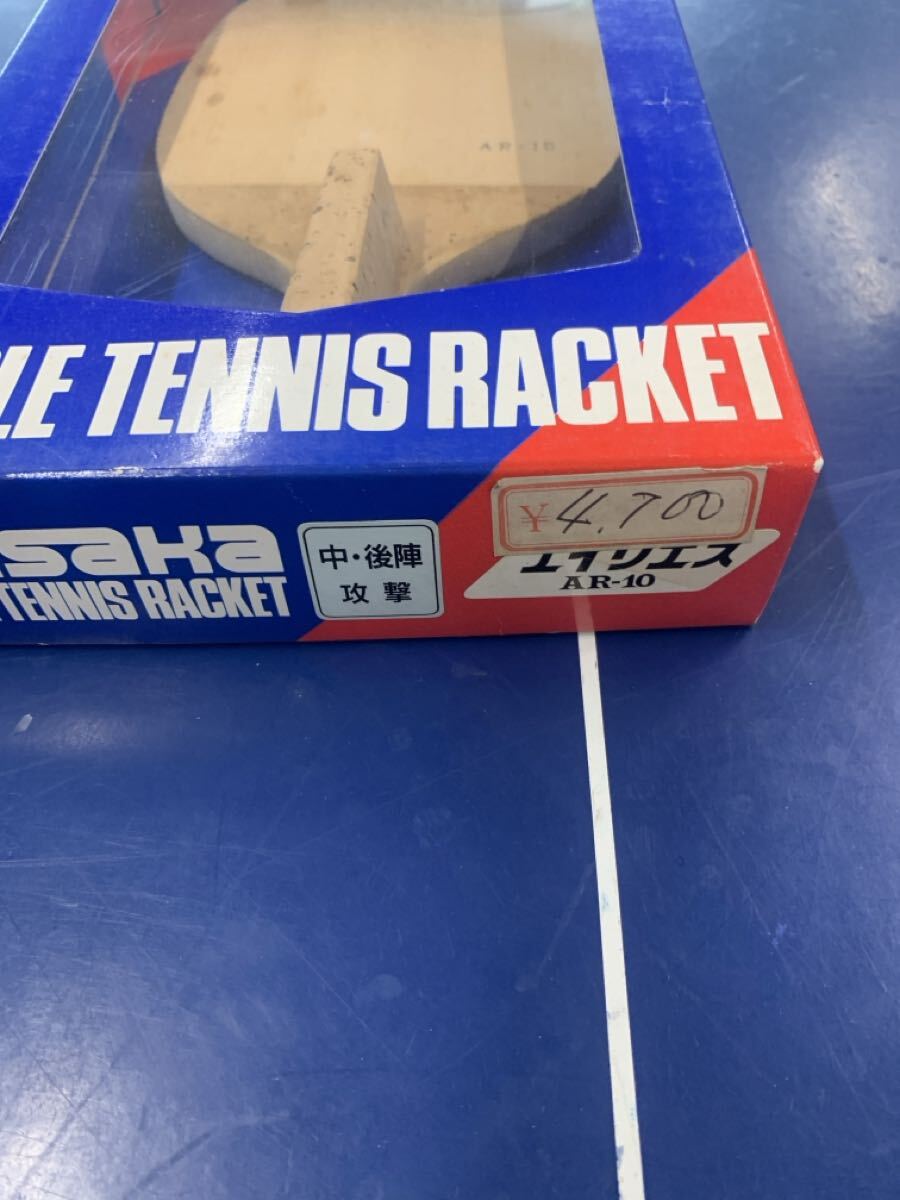 AR-10
LE TENNIS RACKET
¥4,700
asaka
中・後陣
攻撃
エイリエス
TENNIS RACKET
AR-10